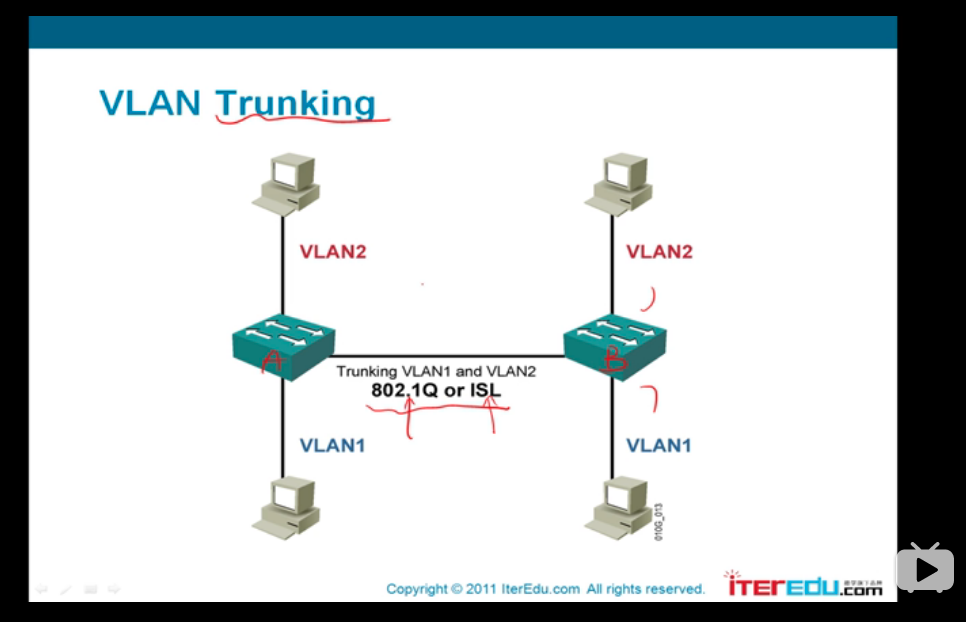 VLAN Trunking
VLAN2
VLAN2
A
B
Trunking VLAN1 and VLAN2
802.1Q or ISL
VLAN1
VLAN1
010G_013
Copyright © 2011 IterEdu.com All rights reserved.
ITEREDU.com